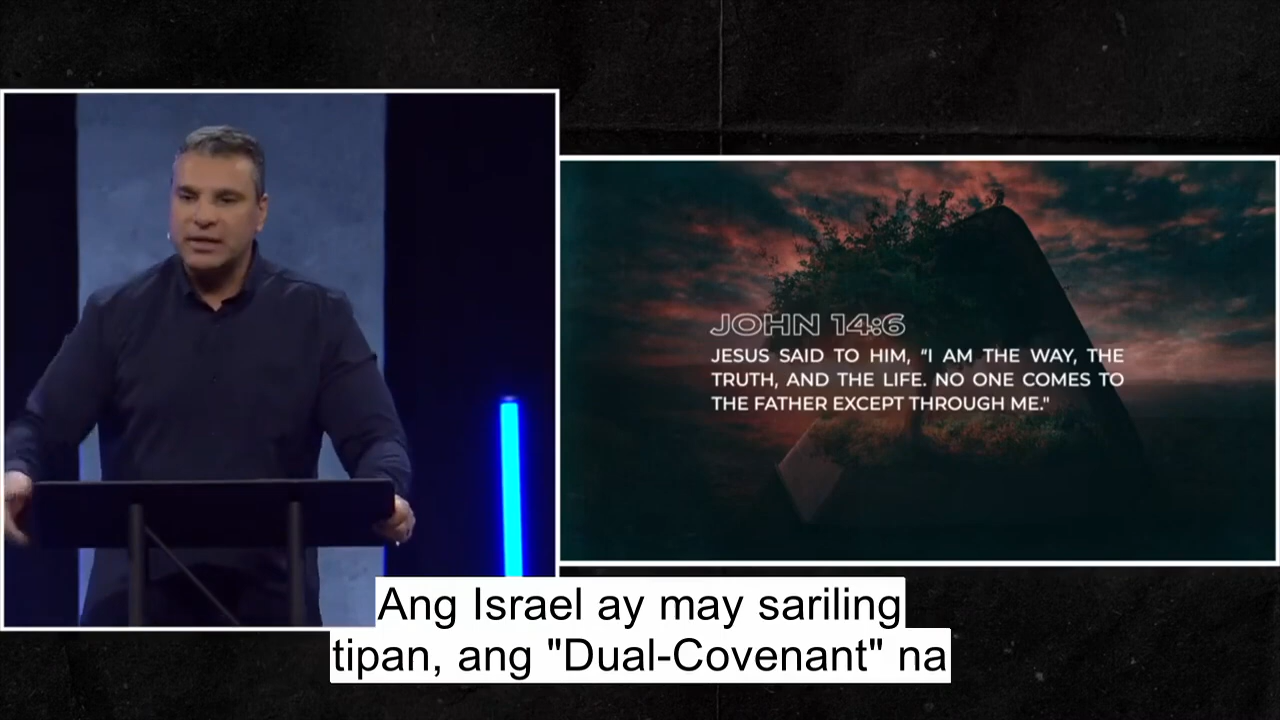 JOHN 14:6
JESUS SAID TO HIM, “I AM THE WAY, THE
TRUTH, AND THE LIFE. NO ONE COMES TO
THE FATHER EXCEPT THROUGH ME."
Ang Israel ay may sariling
tipan, ang "Dual-Covenant" na